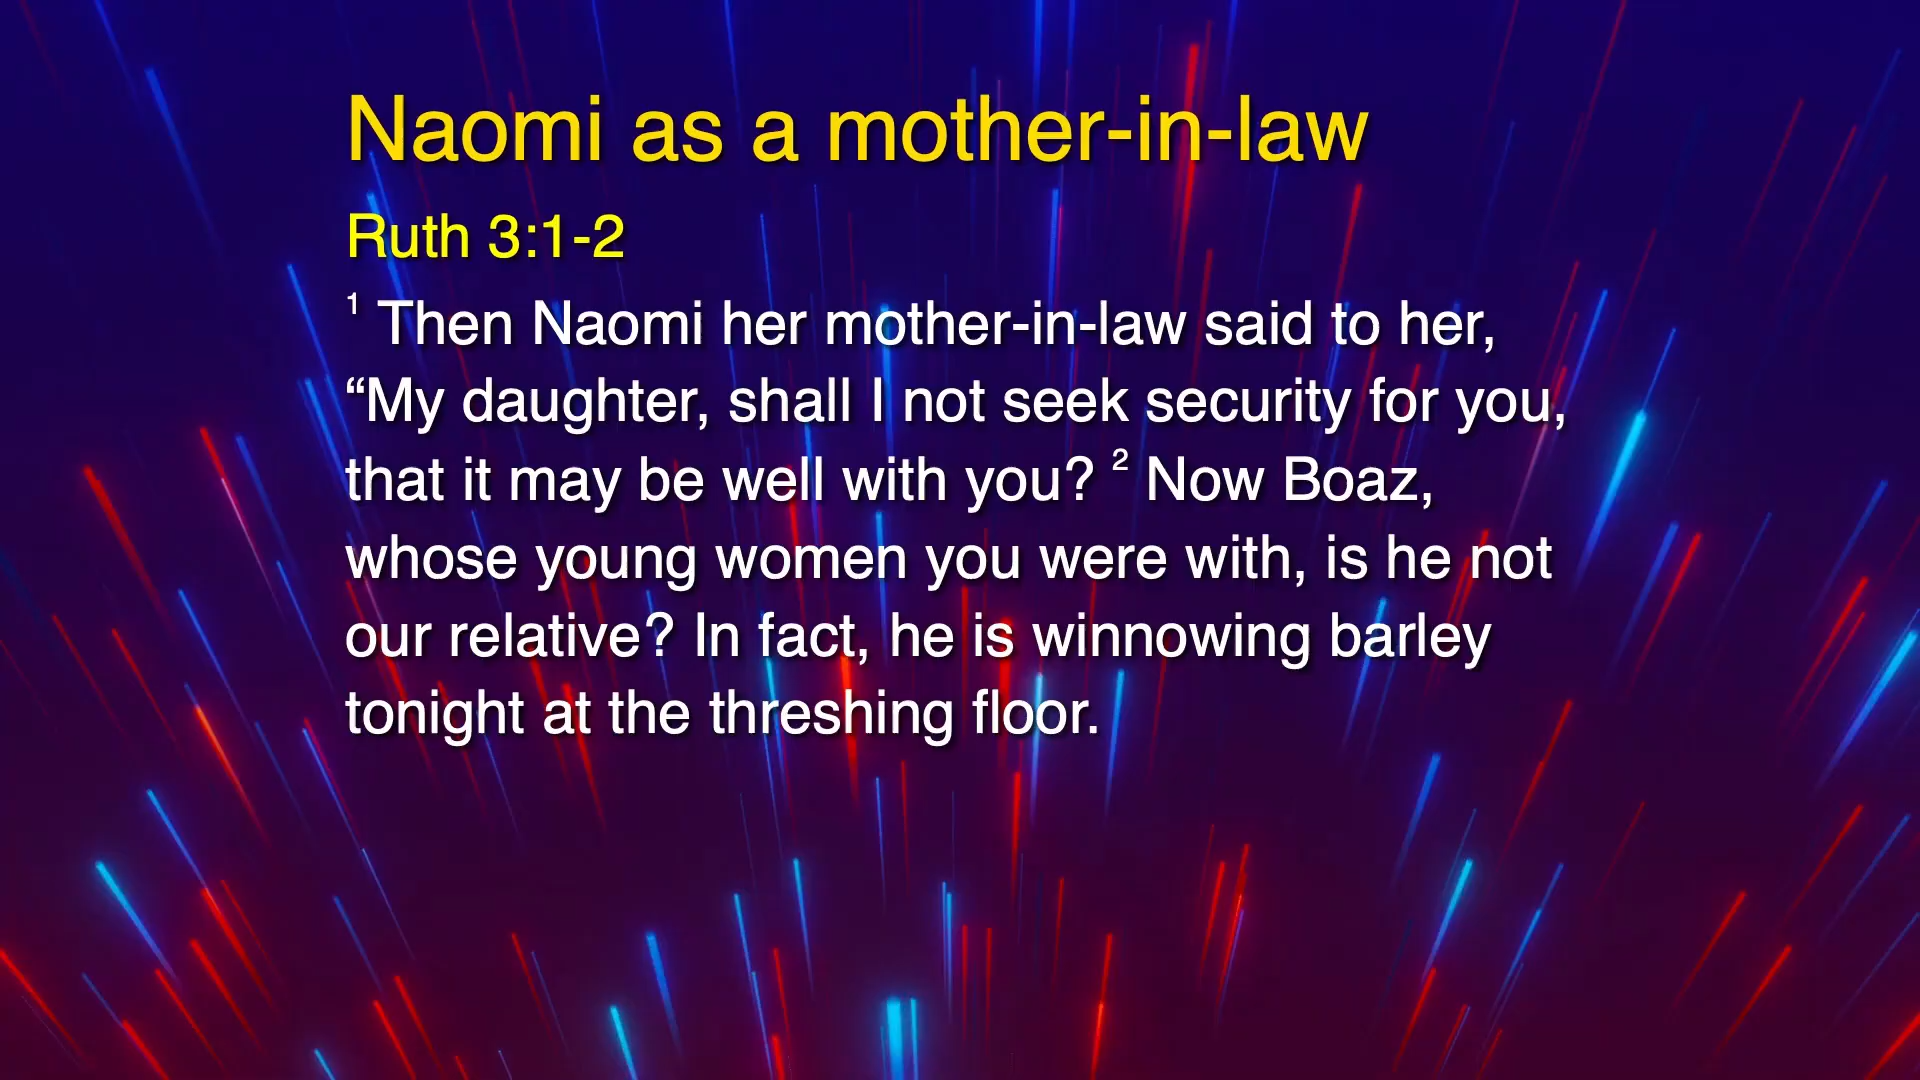 Naomi as a mother-in-law
Ruth 3:1-2
1 Then Naomi her mother-in-law said to her,
“My daughter, shall I not seek security for you,
that it may be well with you? 2 Now Boaz,
whose young women you were with, is he not
our relative? In fact, he is winnowing barley
tonight at the threshing floor.